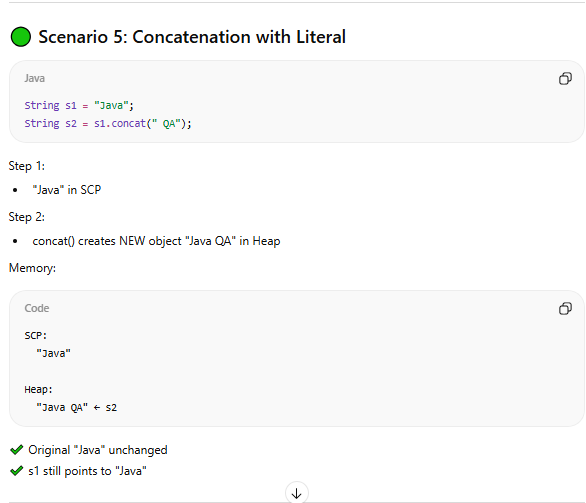 Scenario 5: Concatenation with Literal
Java
String s1 = "Java";
String s2 = s1.concat(" QA");
Step 1:
• "Java" in SCP
Step 2:
• concat() creates NEW object "Java QA" in Heap
Memory:
Code
SCP:
"Java"
Heap:
"Java QA" ← s2
✔ Original "Java" unchanged
✔ s1 still points to "Java"